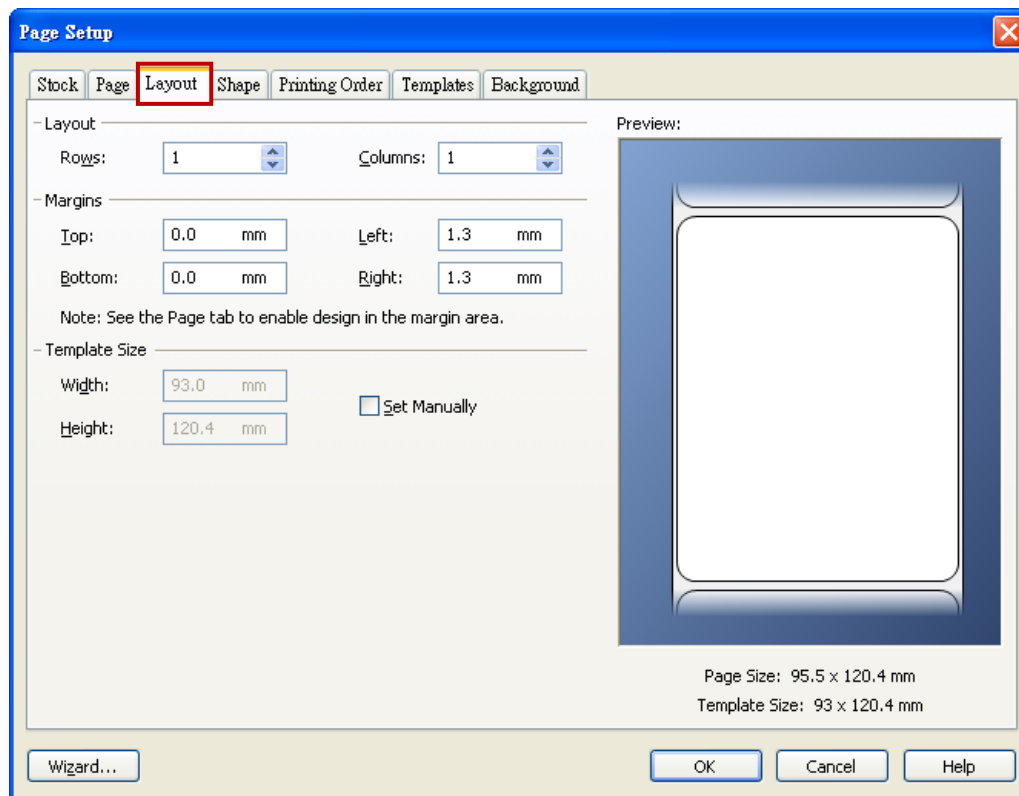 Page Setup
Stock Page Layout Shape Printing Order Templates Background
Layout
Rows: 1 Columns: 1
Margins
Top: 0.0 mm Left: 1.3 mm
Bottom: 0.0 mm Right: 1.3 mm
Note: See the Page tab to enable design in the margin area.
Template Size
Width: 93.0 mm
Set Manually
Height: 120.4 mm
Preview:
Page Size: 95.5 x 120.4 mm
Template Size: 93 x 120.4 mm
Wizard... OK Cancel Help